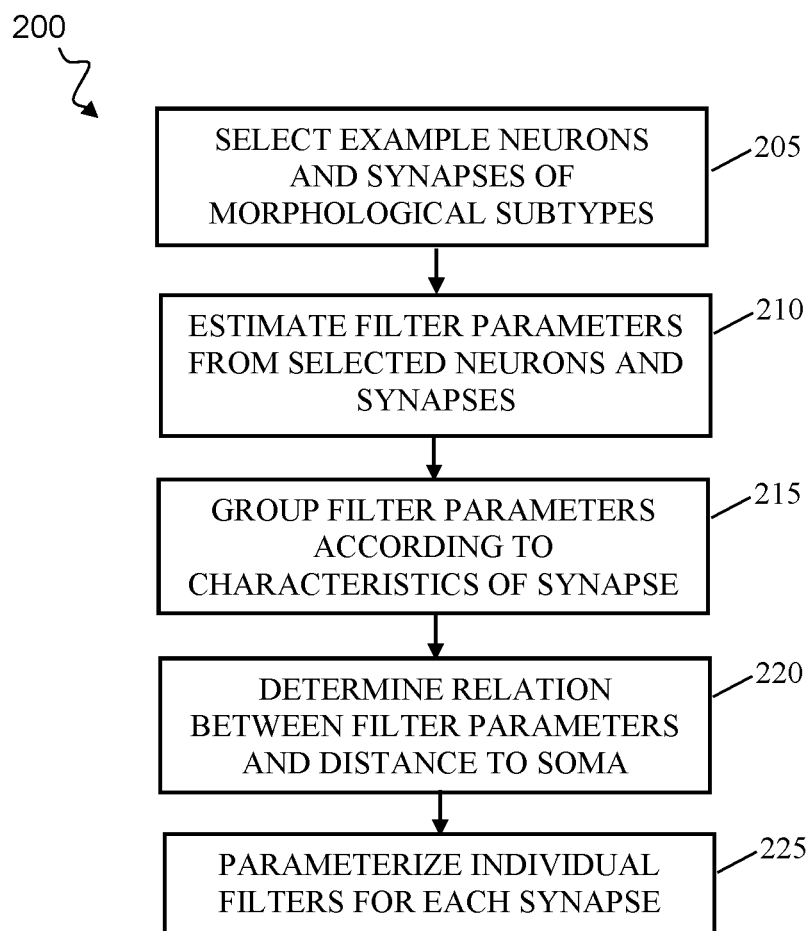 200
SELECT EXAMPLE NEURONS
AND SYNAPSES OF
MORPHOLOGICAL SUBTYPES
205
ESTIMATE FILTER PARAMETERS
FROM SELECTED NEURONS AND
SYNAPSES
210
GROUP FILTER PARAMETERS
ACCORDING TO
CHARACTERISTICS OF SYNAPSE
215
DETERMINE RELATION
BETWEEN FILTER PARAMETERS
AND DISTANCE TO SOMA
220
PARAMETERIZE INDIVIDUAL
FILTERS FOR EACH SYNAPSE
225